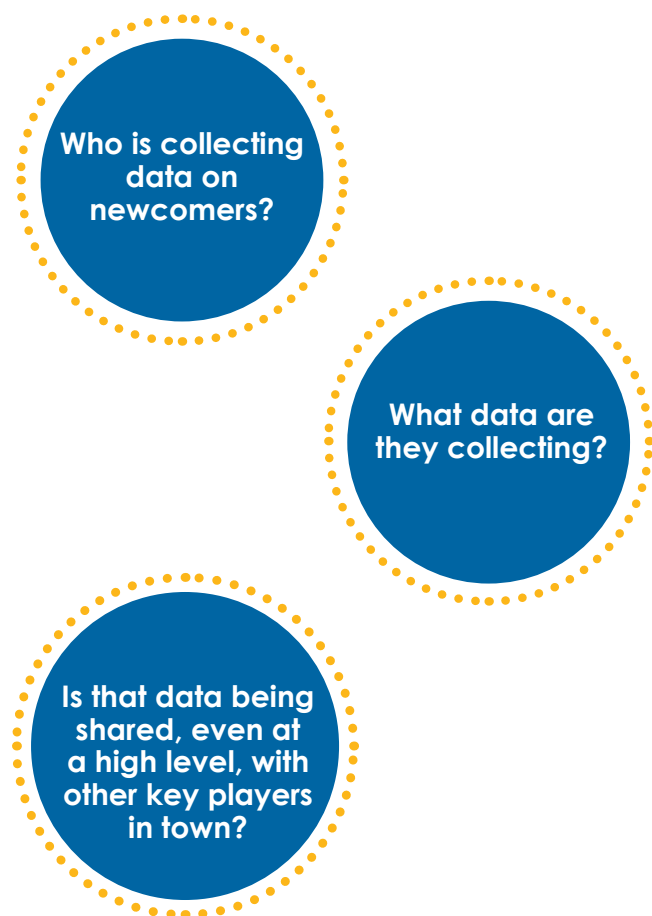 Who is collecting
data on
newcomers?
What data are
they collecting?
Is that data being
shared, even at
a high level, with
other key players
in town?